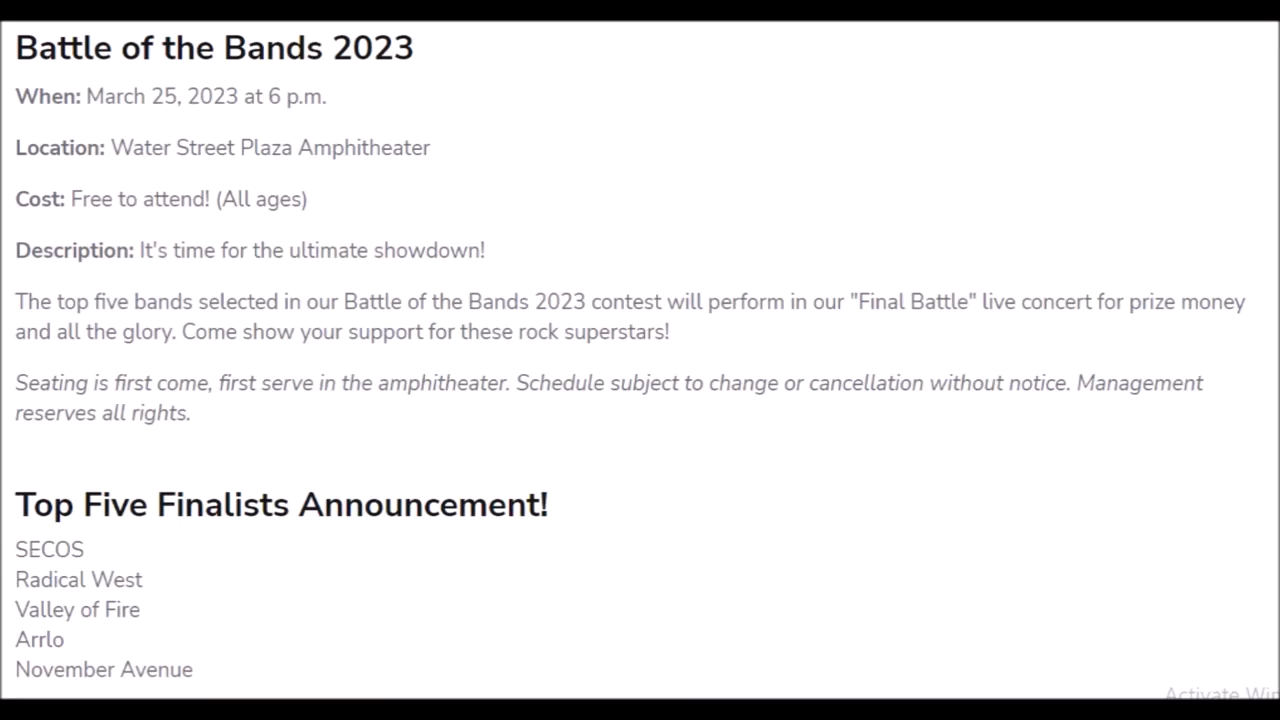 Battle of the Bands 2023
When: March 25, 2023 at 6 p.m.
Location: Water Street Plaza Amphitheater
Cost: Free to attend! (All ages)
Description: It's time for the ultimate showdown!
The top five bands selected in our Battle of the Bands 2023 contest will perform in our "Final Battle" live concert for prize money
and all the glory. Come show your support for these rock superstars!
Seating is first come, first serve in the amphitheater. Schedule subject to change or cancellation without notice. Management
reserves all rights.
Top Five Finalists Announcement!
SECOS
Radical West
Valley of Fire
Arrlo
November Avenue
Activate